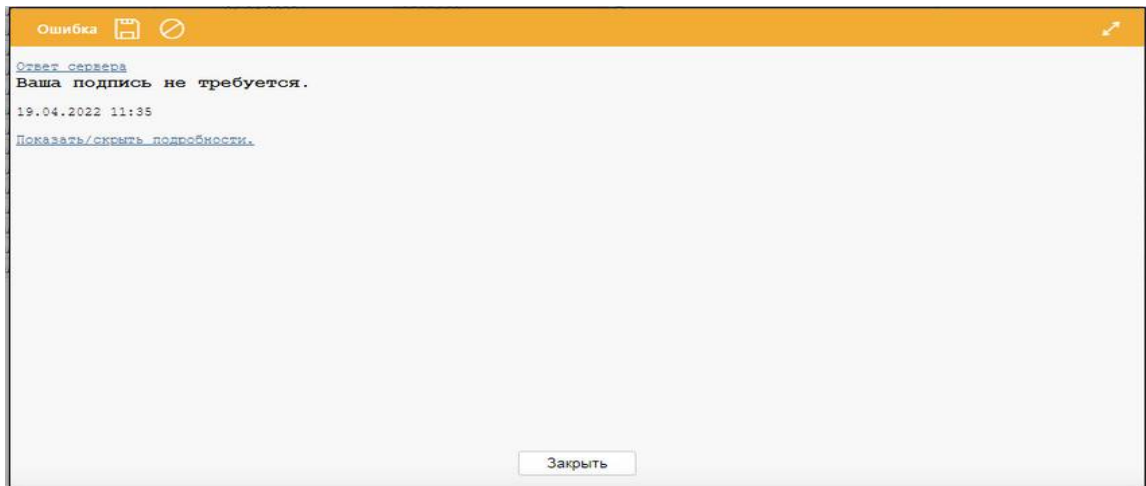 Ошибка
Ответ сервера
Ваша подпись не требуется.
19.04.2022 11:35
Показать/скрыть подробности.
Закрыть